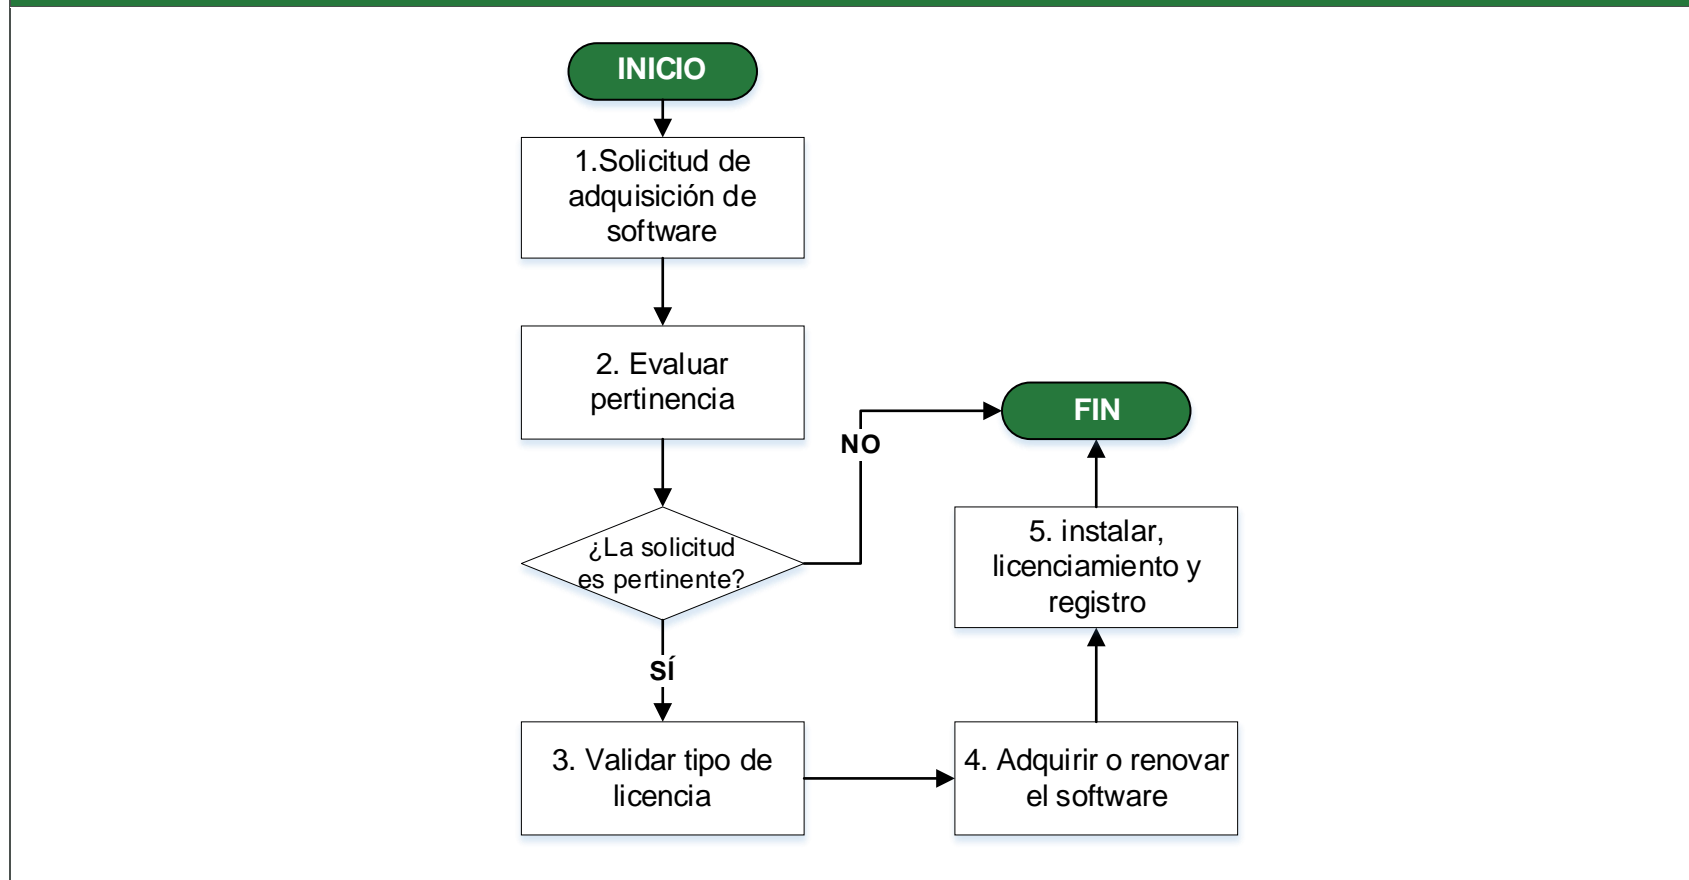 INICIO
1.Solicitud de
adquisición de
software
2. Evaluar
pertinencia
¿La solicitud
es pertinente?
NO
SÍ
3. Validar tipo de
licencia
4. Adquirir o renovar
el software
5. instalar,
licenciamiento y
registro
FIN